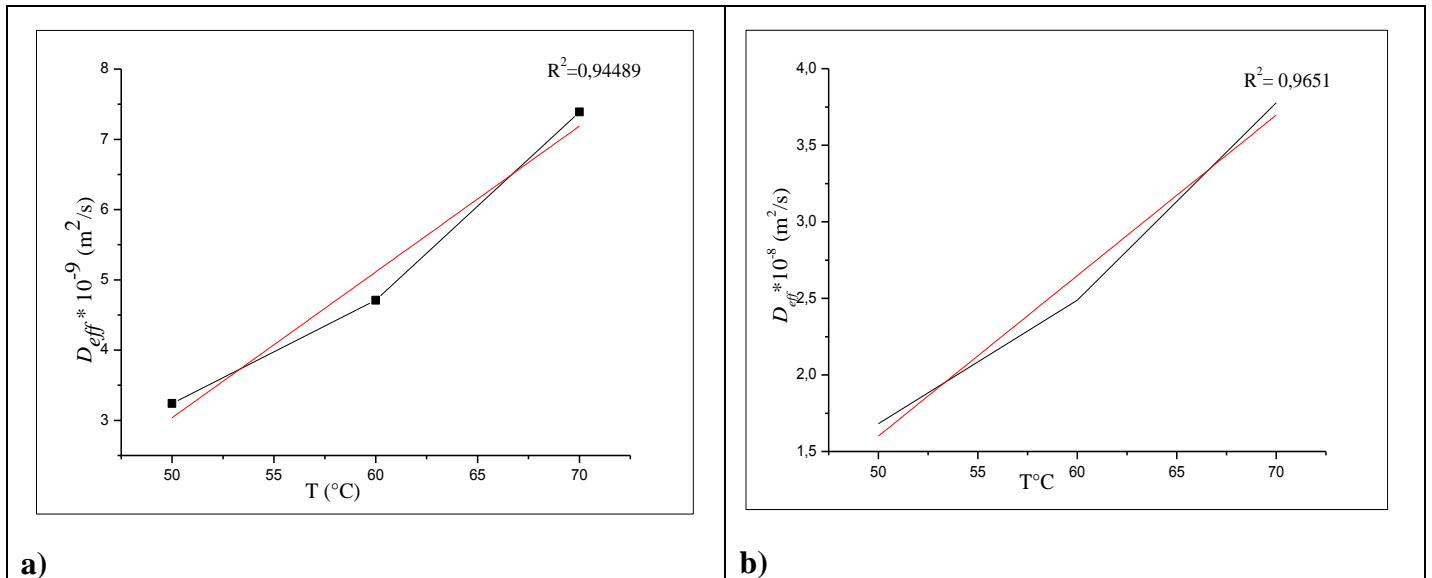 R²=0,94489
8
7
6
5
4
3
D_eff * 10⁻⁹ (m²/s)
50
55
60
65
70
T (°C)
a)
R²= 0,9651
4,0
3,5
3,0
2,5
2,0
1,5
D_eff *10⁻⁸ (m²/s)
50
55
60
65
70
T°C
b)